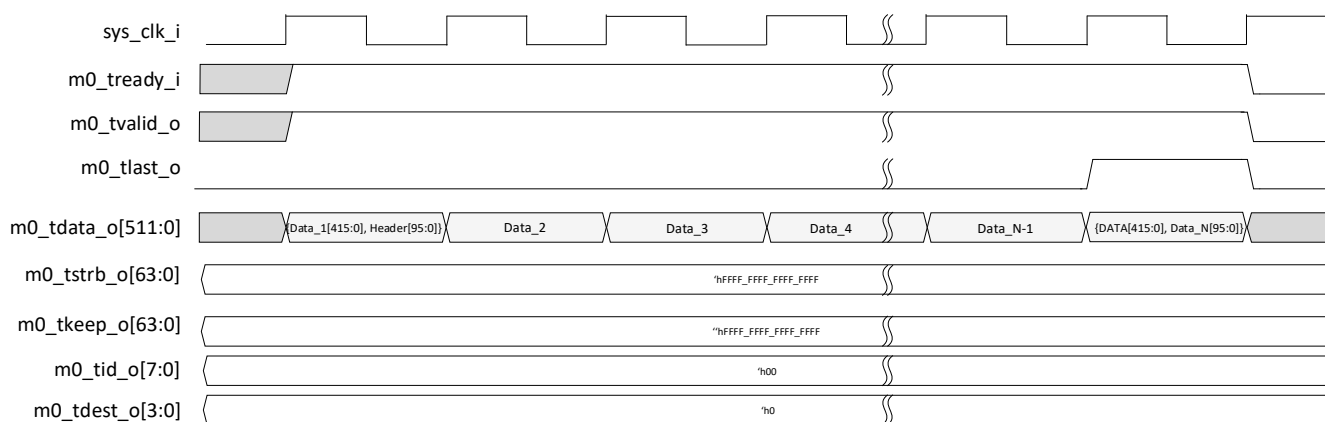 sys_clk_i
m0_tready_i
m0_tvalid_o
m0_tlast_o
m0_tdata_o[511:0] {Data_1[415:0], Header[95:0]} Data_2 Data_3 Data_4 Data_N-1 {DATA[415:0], Data_N[95:0]}
m0_tstrb_o[63:0] 'hFFFF_FFFF_FFFF_FFFF
m0_tkeep_o[63:0] ''hFFFF_FFFF_FFFF_FFFF
m0_tid_o[7:0] 'h00
m0_tdest_o[3:0] 'h0